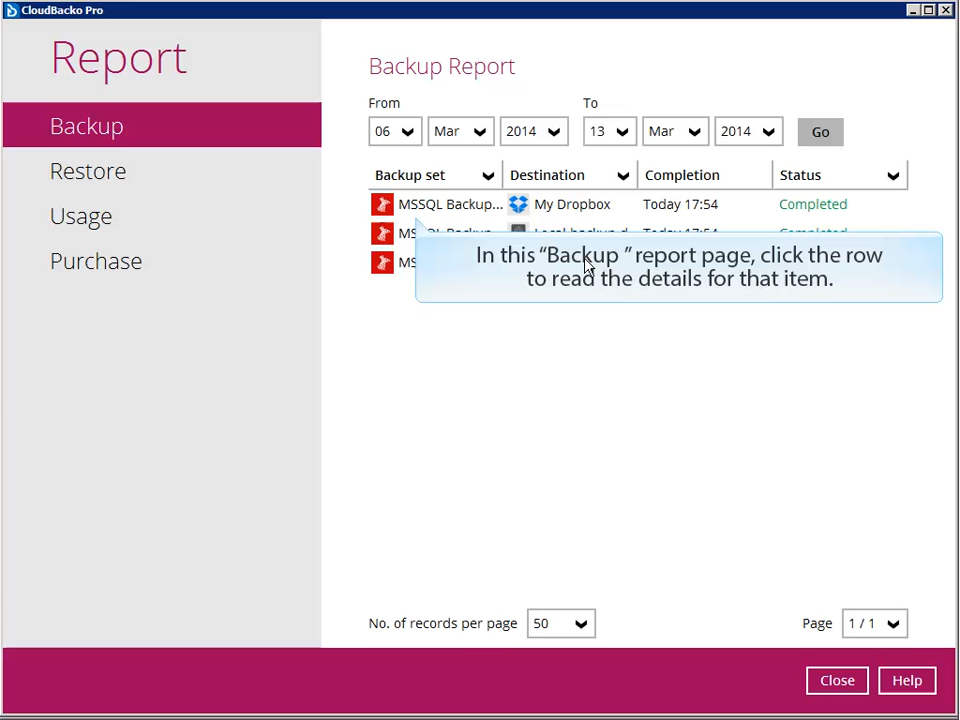 CloudBacko Pro
Report
Backup
Restore
Usage
Purchase
Backup Report
From To
06 Mar 2014 13 Mar 2014 Go
Backup set Destination Completion Status
MSSQL Backup... My Dropbox Today 17:54 Completed
In this “Backup ” report page, click the row
to read the details for that item.
No. of records per page 50 Page 1 / 1
Close Help